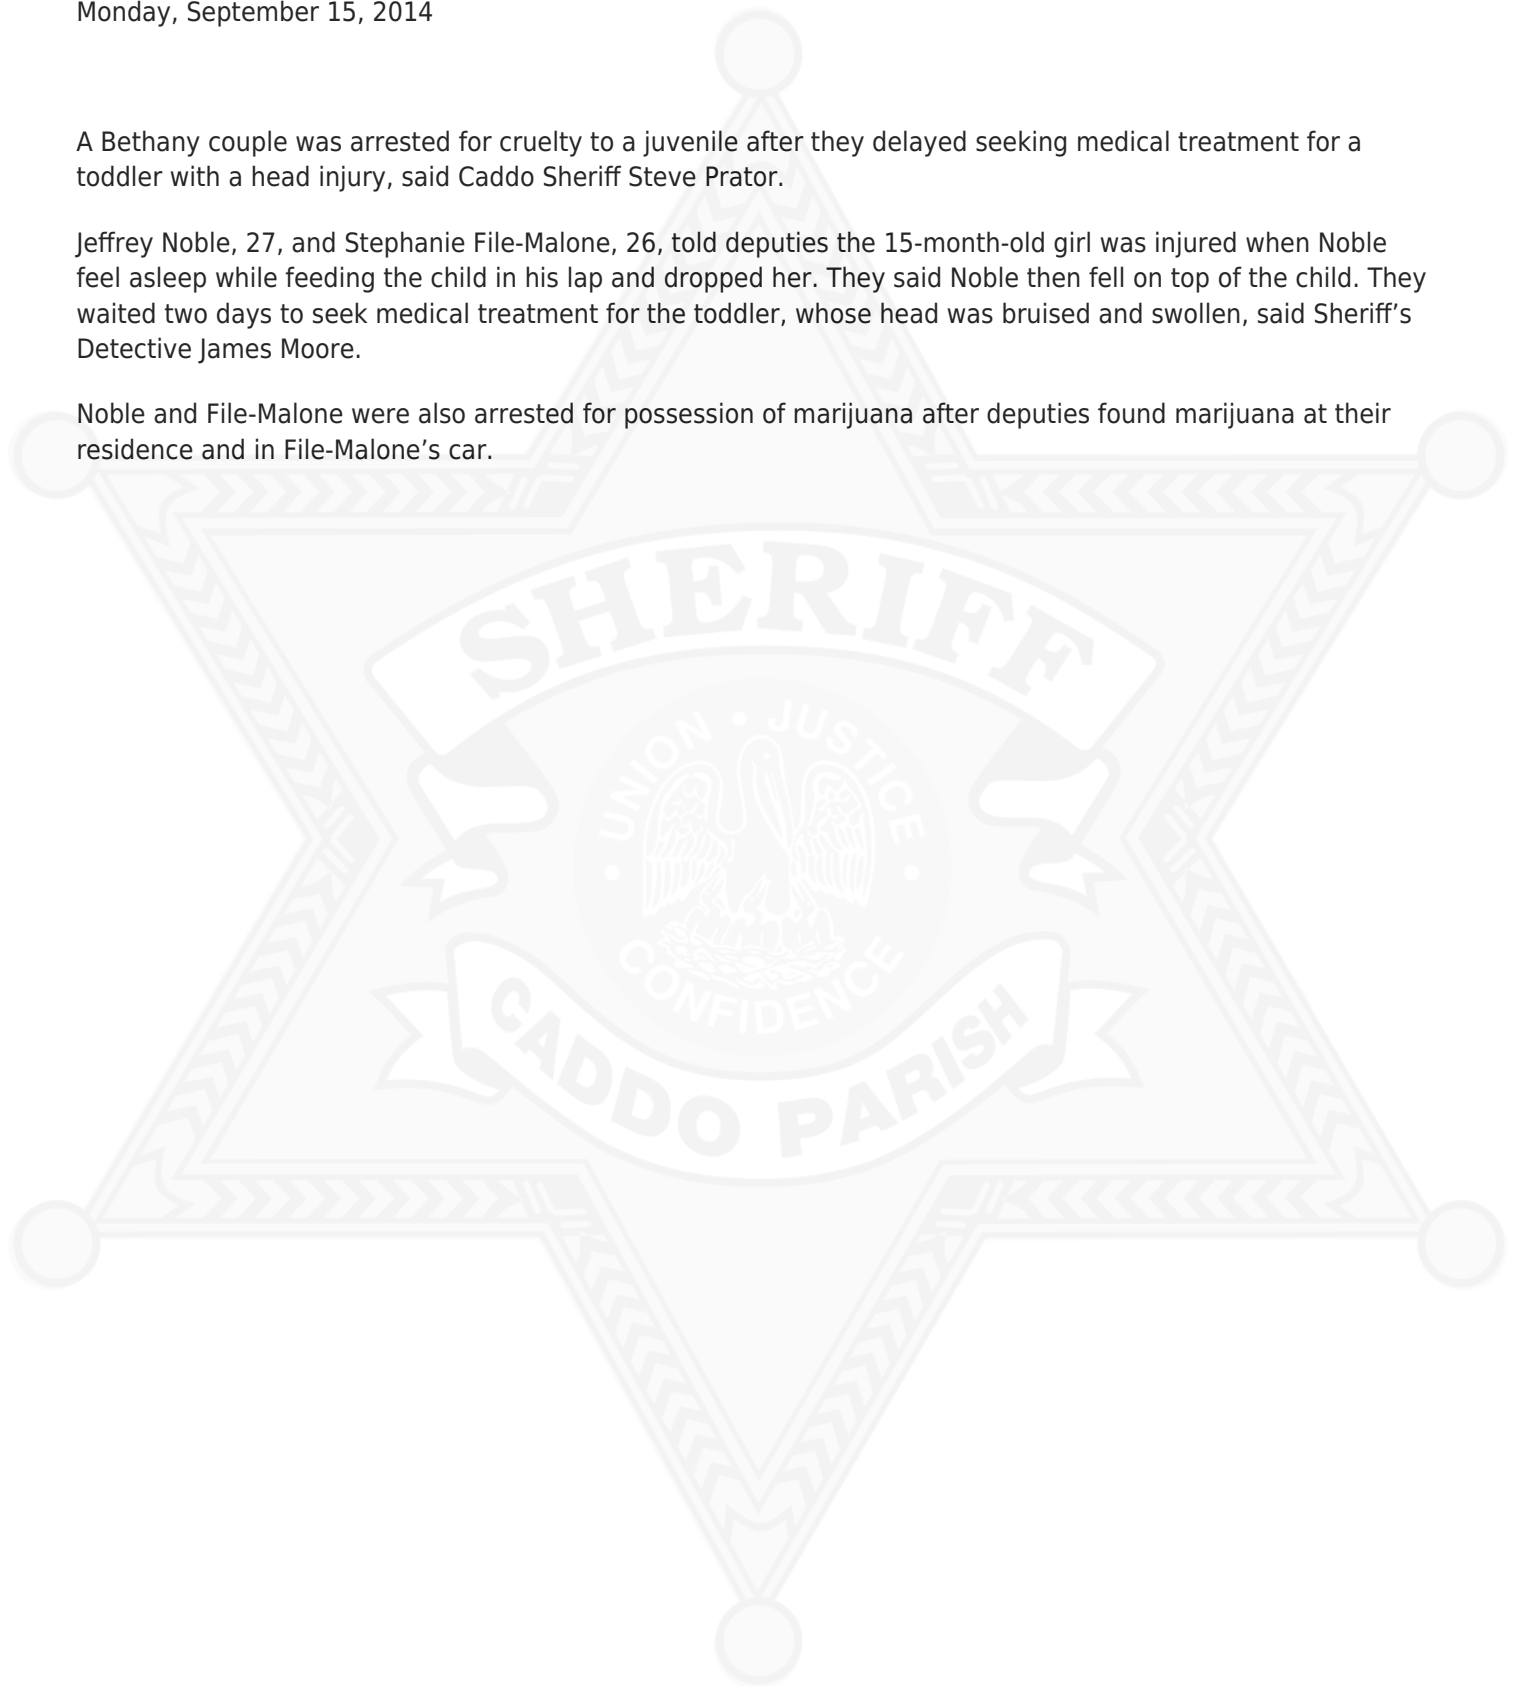 Monday, September 15, 2014
A Bethany couple was arrested for cruelty to a juvenile after they delayed seeking medical treatment for a
toddler with a head injury, said Caddo Sheriff Steve Prator.
Jeffrey Noble, 27, and Stephanie File-Malone, 26, told deputies the 15-month-old girl was injured when Noble
feel asleep while feeding the child in his lap and dropped her. They said Noble then fell on top of the child. They
waited two days to seek medical treatment for the toddler, whose head was bruised and swollen, said Sheriff’s
Detective James Moore.
Noble and File-Malone were also arrested for possession of marijuana after deputies found marijuana at their
residence and in File-Malone’s car.
SHERIFF
UNION • JUSTICE •
• CONFIDENCE
CADDO PARISH